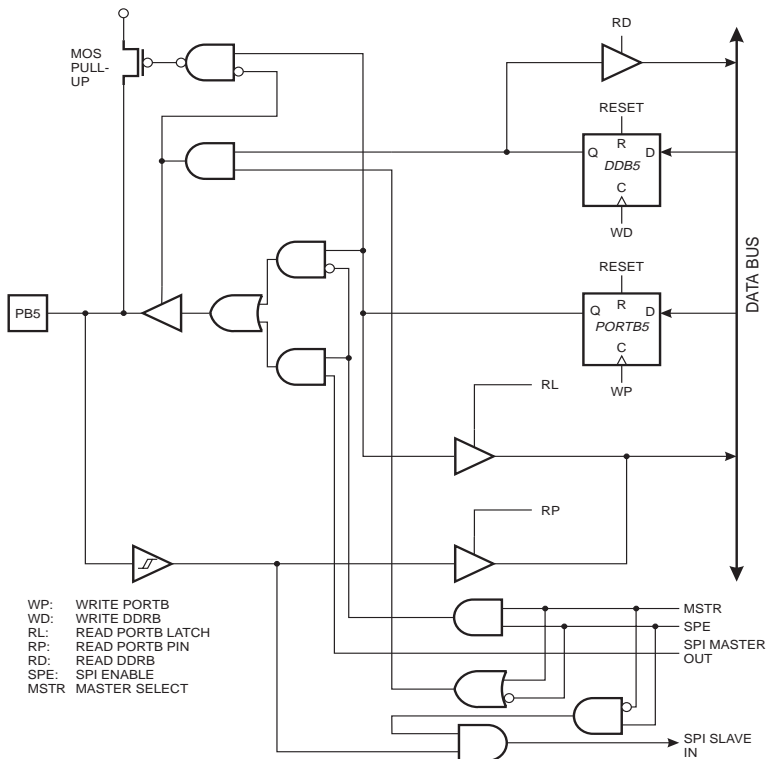 RD
MOS
PULL-
UP
RESET
R
Q
D
DDB5
C
WD
DATA BUS
RESET
R
Q
D
PORTB5
C
WP
PB5
RL
RP
WP: WRITE PORTB
WD: WRITE DDRB
RL: READ PORTB LATCH
RP: READ PORTB PIN
RD: READ DDRB
SPE: SPI ENABLE
MSTR MASTER SELECT
MSTR
SPE
SPI MASTER
OUT
SPI SLAVE
IN